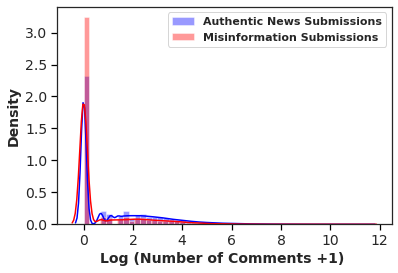 Authentic News Submissions
Misinformation Submissions
Density
3.0
2.5
2.0
1.5
1.0
0.5
0.0
0 2 4 6 8 10 12
Log (Number of Comments +1)